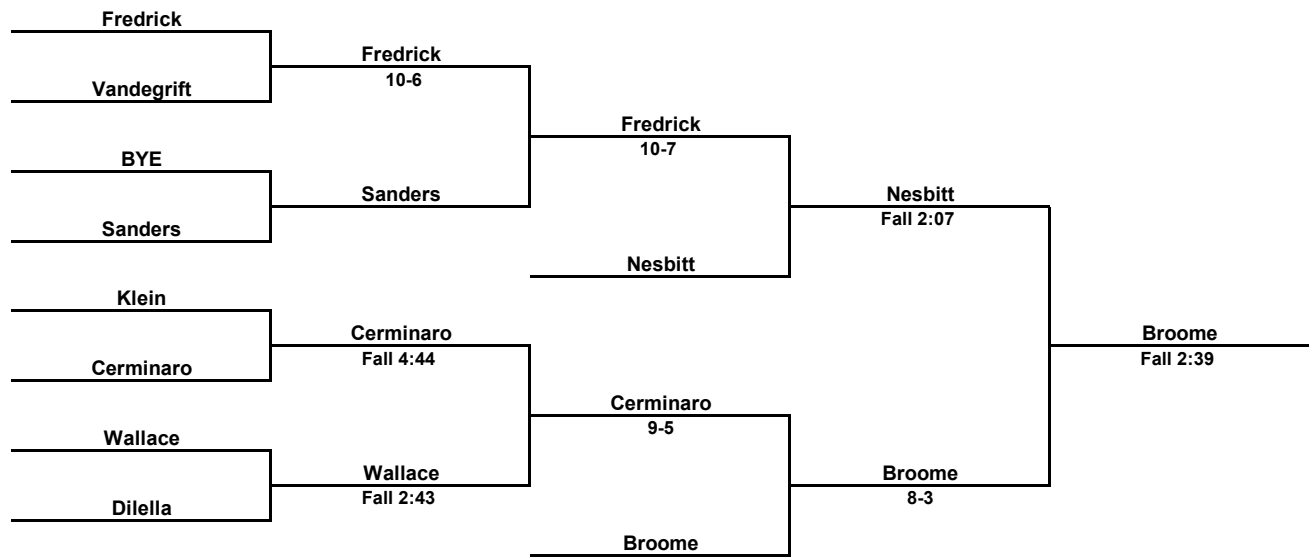 Fredrick
Fredrick
10-6
Vandegrift
Fredrick
10-7
BYE
Sanders
Nesbitt
Fall 2:07
Sanders
Nesbitt
Klein
Cerminaro
Fall 4:44
Broome
Fall 2:39
Cerminaro
Cerminaro
9-5
Wallace
Wallace
Fall 2:43
Broome
8-3
Dilella
Broome